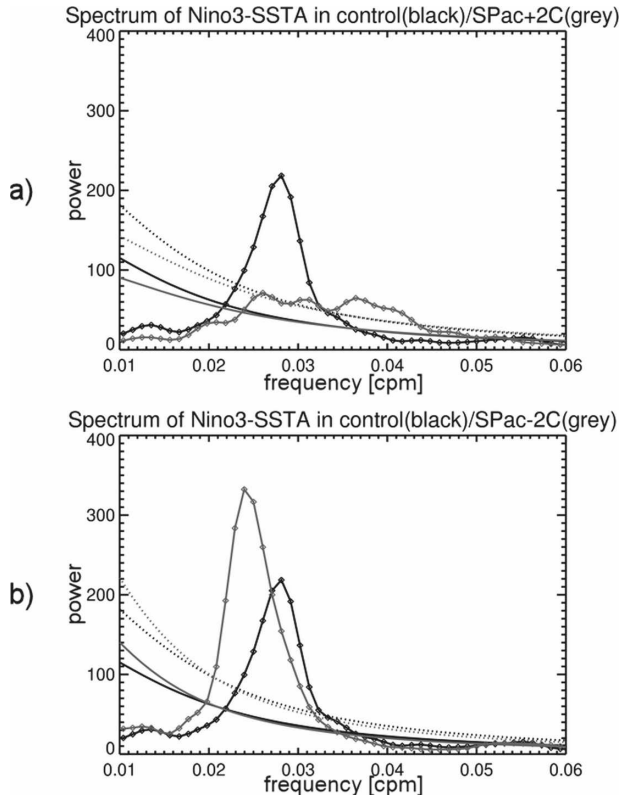 Spectrum of Nino3-SSTA in control(black)/SPac+2C(grey)
a)
power
400
300
200
100
0
0.01 0.02 0.03 0.04 0.05 0.06
frequency [cpm]
Spectrum of Nino3-SSTA in control(black)/SPac-2C(grey)
b)
power
400
300
200
100
0
0.01 0.02 0.03 0.04 0.05 0.06
frequency [cpm]